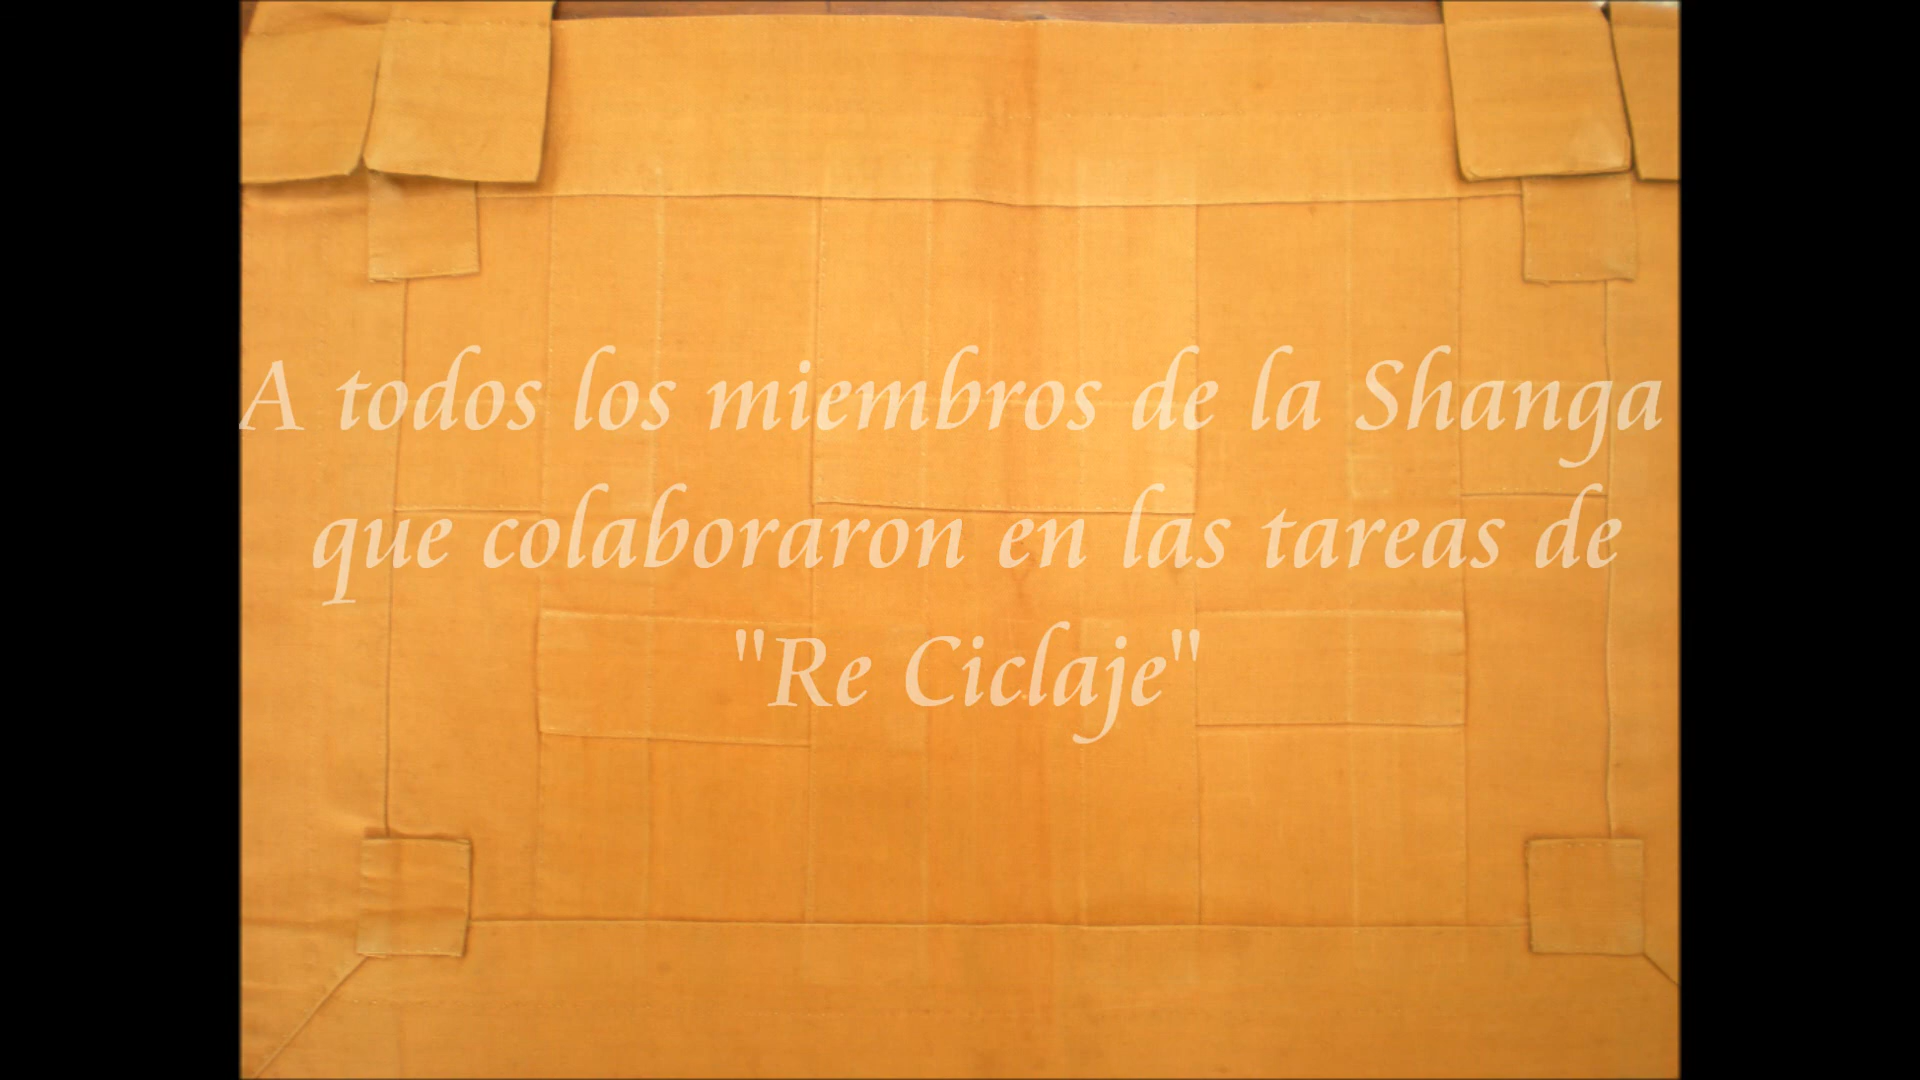 A todos los miembros de la Shanga
que colaboraron en las tareas de
"Re Ciclaje"